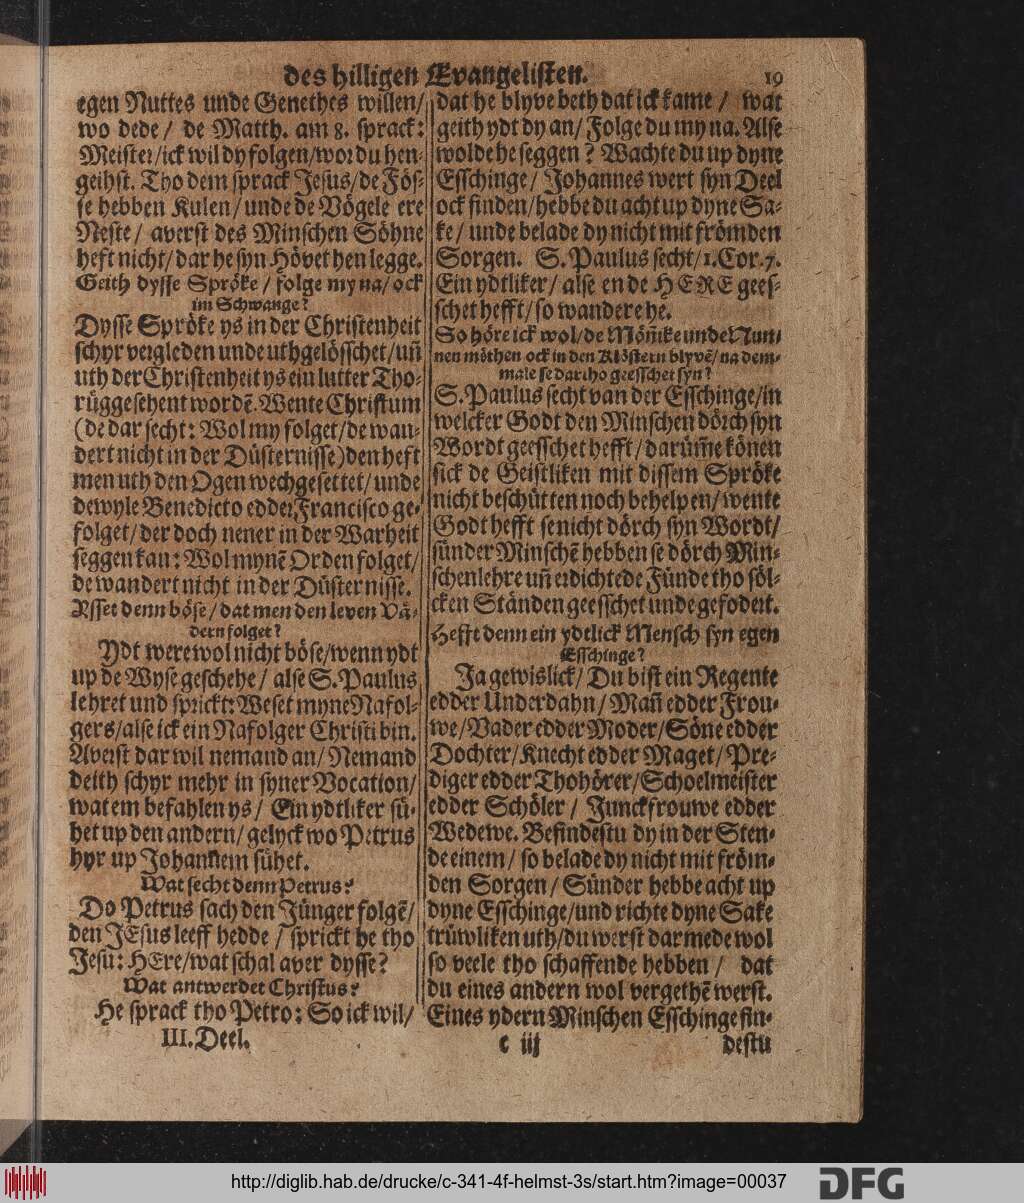 des hilligen Evangelisten. 19
egen Nuttes unde Genethes willen/
wo dede/ de Matth. am 8. sprack:
Meister/ick wil dy folgen/wor du hen-
geihst. Tho dem sprack Jesus/de Fös-
se hebben Kulen/unde de Vögele ere
Neste/ averst des Minschen Söhne
heft nicht/dar he syn Hövet hen legge.
Geith dysse Spröke/ folge my na/ock
im Schwange?
Dysse Spröke ys in der Christenheit
schyr vergleden unde uthgelösschet/uñ
uth der Christenheit ys ein lutter Tho-
rüggesehent wordẽ. Wente Christum
(de dar secht: Wol my folget/de wan-
dert nicht in der Düsternisse)den heft
men uth den Ogen wechgesettet/unde
dewyle Benedicto edder Francisco ge-
folget/der doch nener in der Warheit
seggen kan: Wol mynẽ Orden folget/
de wandert nicht in der Düsternisse.
Ysset denn böse/dat men den leven Vä-
dern folget?
Ydt were wol nicht böse/wenn ydt
up de Wyse geschehe/ alse S. Paulus
lehret und sprickt: Weset myne Nafol-
gers/alse ick ein Nafolger Christi bin.
Averst dar wil nemand an/Nemand
deith schyr mehr in syner Vocation/
wat em befahlen ys/ Ein ydtliker sü-
het up den andern/gelyck wo Petrus
hyr up Johannem sühet.
Wat secht denn Petrus?
Do Petrus sach den Jünger folgẽ/
den JEsus leeff hedde/ sprickt he tho
Jesu: HEre/wat schal aver dysse?
Wat antwerdet Christus?
He sprack tho Petro: So ick wil/
III. Deel.
dat he blyve beth dat ick kame/ wat
geith ydt dy an/Folge du my na. Alse
wolde he seggen? Wachte du up dyne
Esschinge/ Johannes wert syn Deel
ock finden/hebbe du acht up dyne Sa-
ke/ unde belade dy nicht mit frömden
Sorgen. S. Paulus secht/1. Cor. 7.
Ein ydtliker/ alse en de HERE gees-
schet hefft/so wandere he.
So höre ick wol/de Möñike unde Nun-
nen möthen ock in den Klöstern blyvẽ/na dem-
male se dar tho geesschet syn?
S. Paulus secht van der Esschinge/in
welcker Godt den Minschen dörch syn
Wordt geesschet hefft/darüm̃e könen
sick de Geistliken mit dissem Spröke
nicht beschütten noch behelpen/wente
Godt hefft se nicht dörch syn Wordt/
sünder Minschẽ hebben se dörch Min-
schenlehre uñ erdichtede Fünde tho söl-
cken Ständen geesschet unde gefodert.
Hefft denn ein ydtlick Mensch syn egen
Esschinge?
Ja gewislick/Du bist ein Regente
edder Underdahn/Mañ edder Frou-
we/Vader edder Moder/Söne edder
Dochter/Knecht edder Maget/Pre-
diger edder Thohörer/Schoelmeister
edder Schöler/ Junckfrouwe edder
Wedewe. Befindestu dy in der Sten-
de einem/so belade dy nicht mit fröm-
den Sorgen/Sünder hebbe acht up
dyne Esschinge/und richte dyne Sake
trüwliken uth/du werst dar mede wol
so veele tho schaffende hebben/ dat
du eines andern wol vergethẽ werst.
Eines ydern Minschen Esschinge fin-
c iij destu
http://diglib.hab.de/drucke/c-341-4f-helmst-3s/start.htm?image=00037
DFG